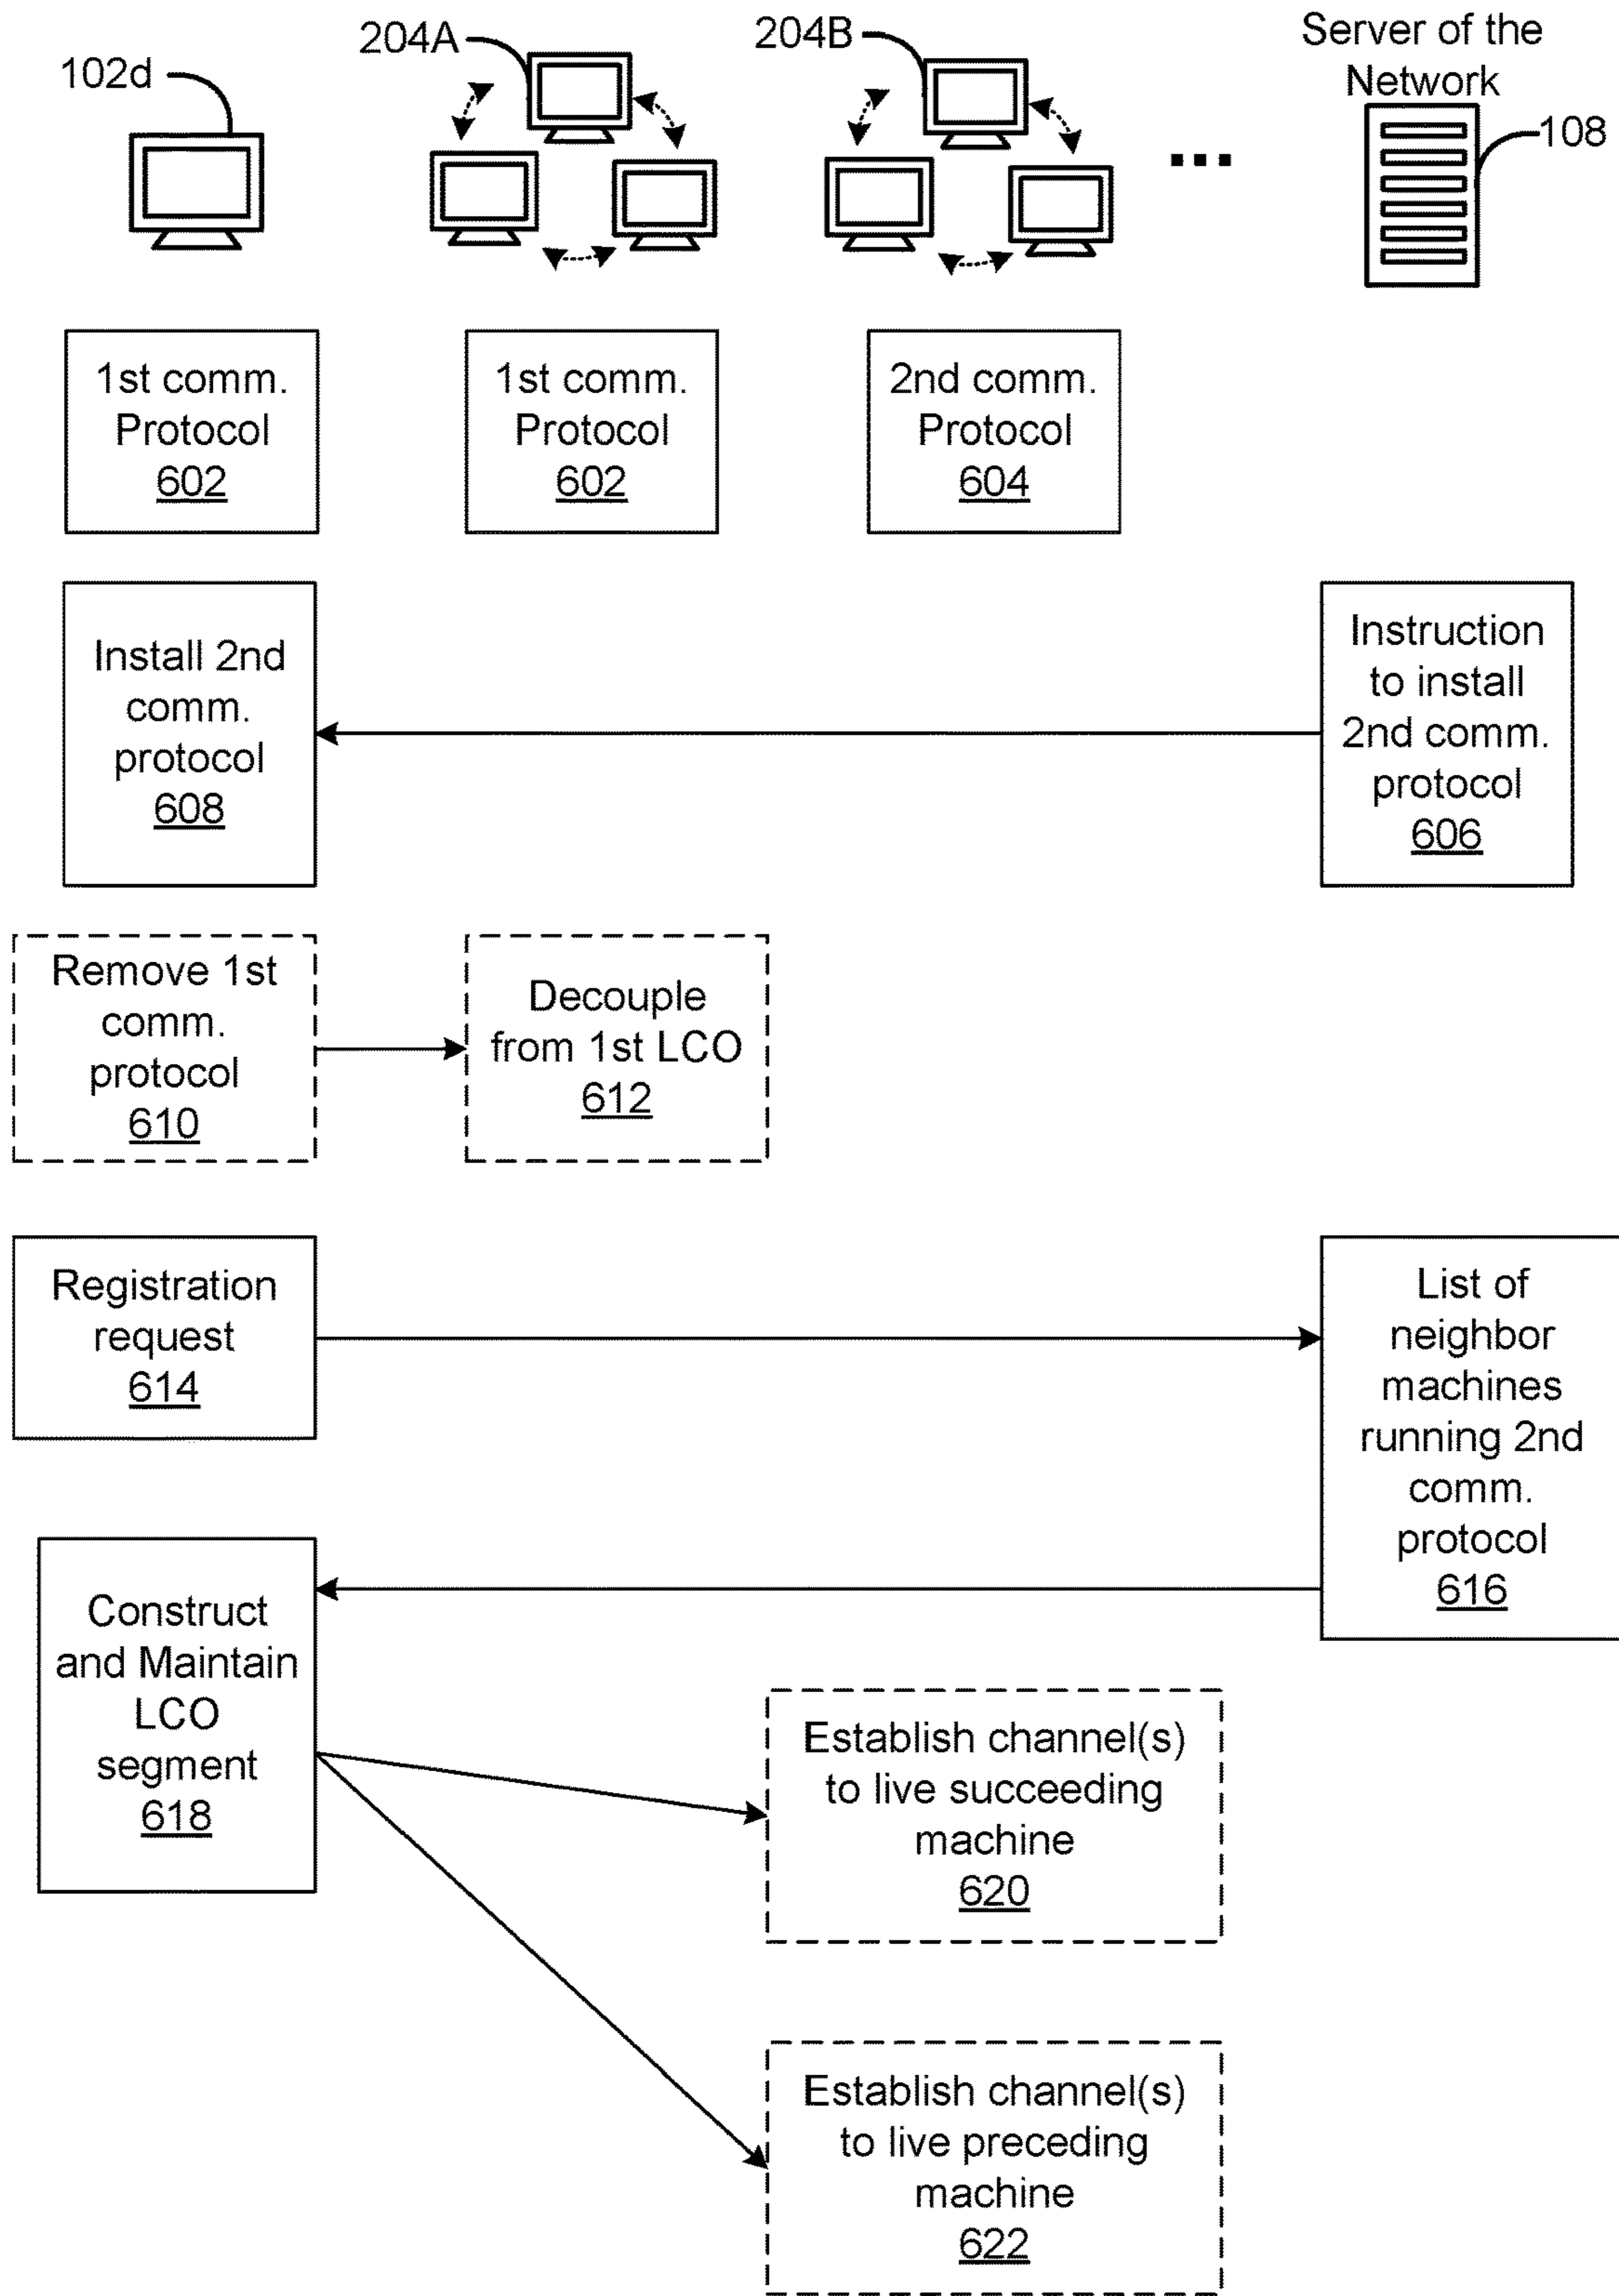 102d
204A
204B
Server of the
Network
108
1st comm.
Protocol
602
1st comm.
Protocol
602
2nd comm.
Protocol
604
Install 2nd
comm.
protocol
608
Instruction
to install
2nd comm.
protocol
606
Remove 1st
comm.
protocol
610
Decouple
from 1st LCO
612
Registration
request
614
List of
neighbor
machines
running 2nd
comm.
protocol
616
Construct
and Maintain
LCO
segment
618
Establish channel(s)
to live succeeding
machine
620
Establish channel(s)
to live preceding
machine
622